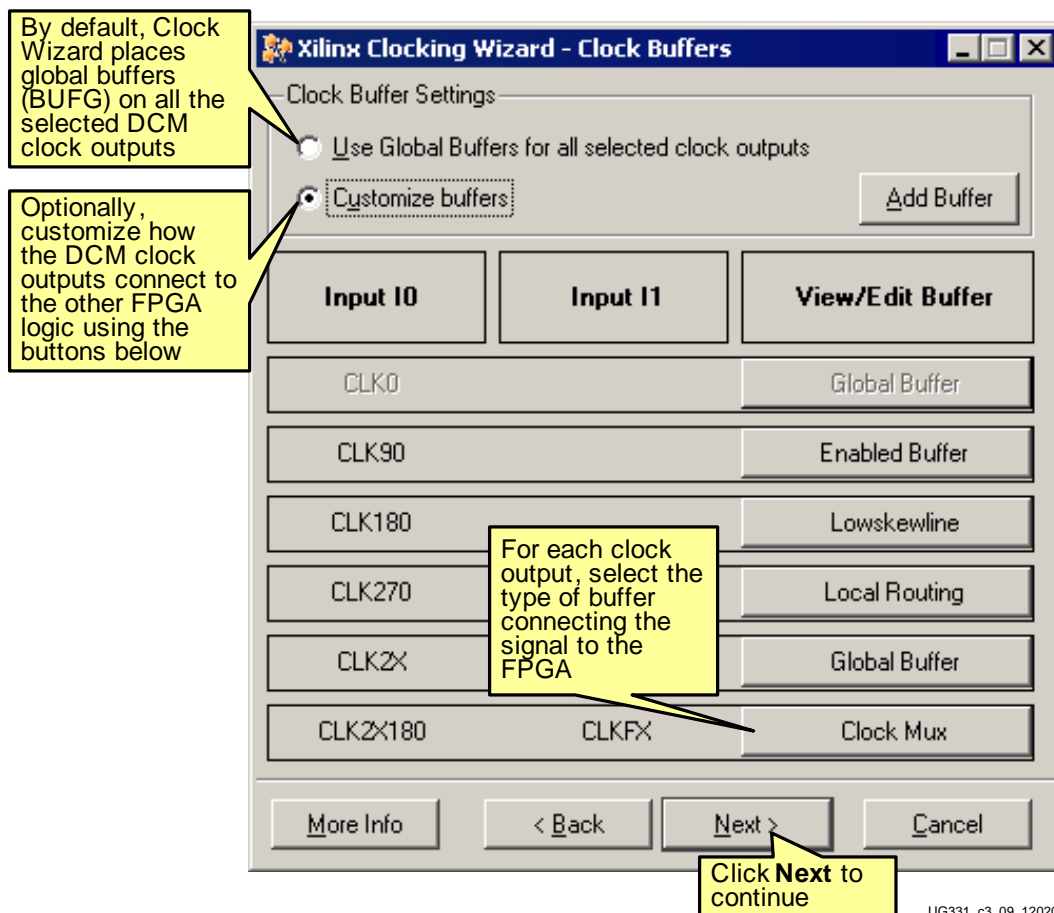 By default, Clock
Wizard places
global buffers
(BUFG) on all the
selected DCM
clock outputs
Optionally,
customize how
the DCM clock
outputs connect to
the other FPGA
logic using the
buttons below
Xilinx Clocking Wizard - Clock Buffers
Clock Buffer Settings
Use Global Buffers for all selected clock outputs
Customize buffers
Add Buffer
Input I0 Input I1 View/Edit Buffer
CLK0 Global Buffer
CLK90 Enabled Buffer
CLK180 Lowskewline
For each clock
output, select the
type of buffer
connecting the
signal to the
FPGA
CLK270 Local Routing
CLK2X Global Buffer
CLK2X180 CLKFX Clock Mux
More Info < Back Next > Cancel
Click Next to
continue